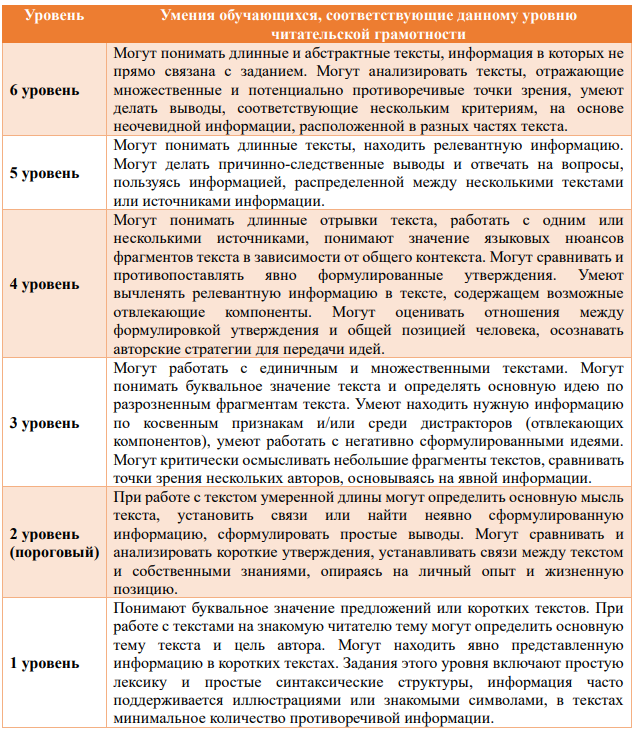 Уровень
Умения обучающихся, соответствующие данному уровню
читательской грамотности
6 уровень
Могут понимать длинные и абстрактные тексты, информация в которых не
прямо связана с заданием. Могут анализировать тексты, отражающие
множественные и потенциально противоречивые точки зрения, умеют
делать выводы, соответствующие нескольким критериям, на основе
неочевидной информации, расположенной в разных частях текста.
5 уровень
Могут понимать длинные тексты, находить релевантную информацию.
Могут делать причинно-следственные выводы и отвечать на вопросы,
пользуясь информацией, распределенной между несколькими текстами
или источниками информации.
4 уровень
Могут понимать длинные отрывки текста, работать с одним или
несколькими источниками, понимают значение языковых нюансов
фрагментов текста в зависимости от общего контекста. Могут сравнивать и
противопоставлять явно формулированные утверждения. Умеют
вычленять релевантную информацию в тексте, содержащем возможные
отвлекающие компоненты. Могут оценивать отношения между
формулировкой утверждения и общей позицией человека, осознавать
авторские стратегии для передачи идей.
3 уровень
Могут работать с единичным и множественными текстами. Могут
понимать буквальное значение текста и определять основную идею по
разрозненным фрагментам текста. Умеют находить нужную информацию
по косвенным признакам и/или среди дистракторов (отвлекающих
компонентов), умеют работать с негативно сформулированными идеями.
Могут критически осмысливать небольшие фрагменты текстов, сравнивать
точки зрения нескольких авторов, основываясь на явной информации.
2 уровень
(пороговый)
При работе с текстом умеренной длины могут определить основную мысль
текста, установить связи или найти неявно сформулированную
информацию, сформулировать простые выводы. Могут сравнивать и
анализировать короткие утверждения, устанавливать связи между текстом
и собственными знаниями, опираясь на личный опыт и жизненную
позицию.
1 уровень
Понимают буквальное значение предложений или коротких текстов. При
работе с текстами на знакомую читателю тему могут определить основную
тему текста и цель автора. Могут находить явно представленную
информацию в коротких текстах. Задания этого уровня включают простую
лексику и простые синтаксические структуры, информация часто
поддерживается иллюстрациями или знакомыми символами, в текстах
минимальное количество противоречивой информации.